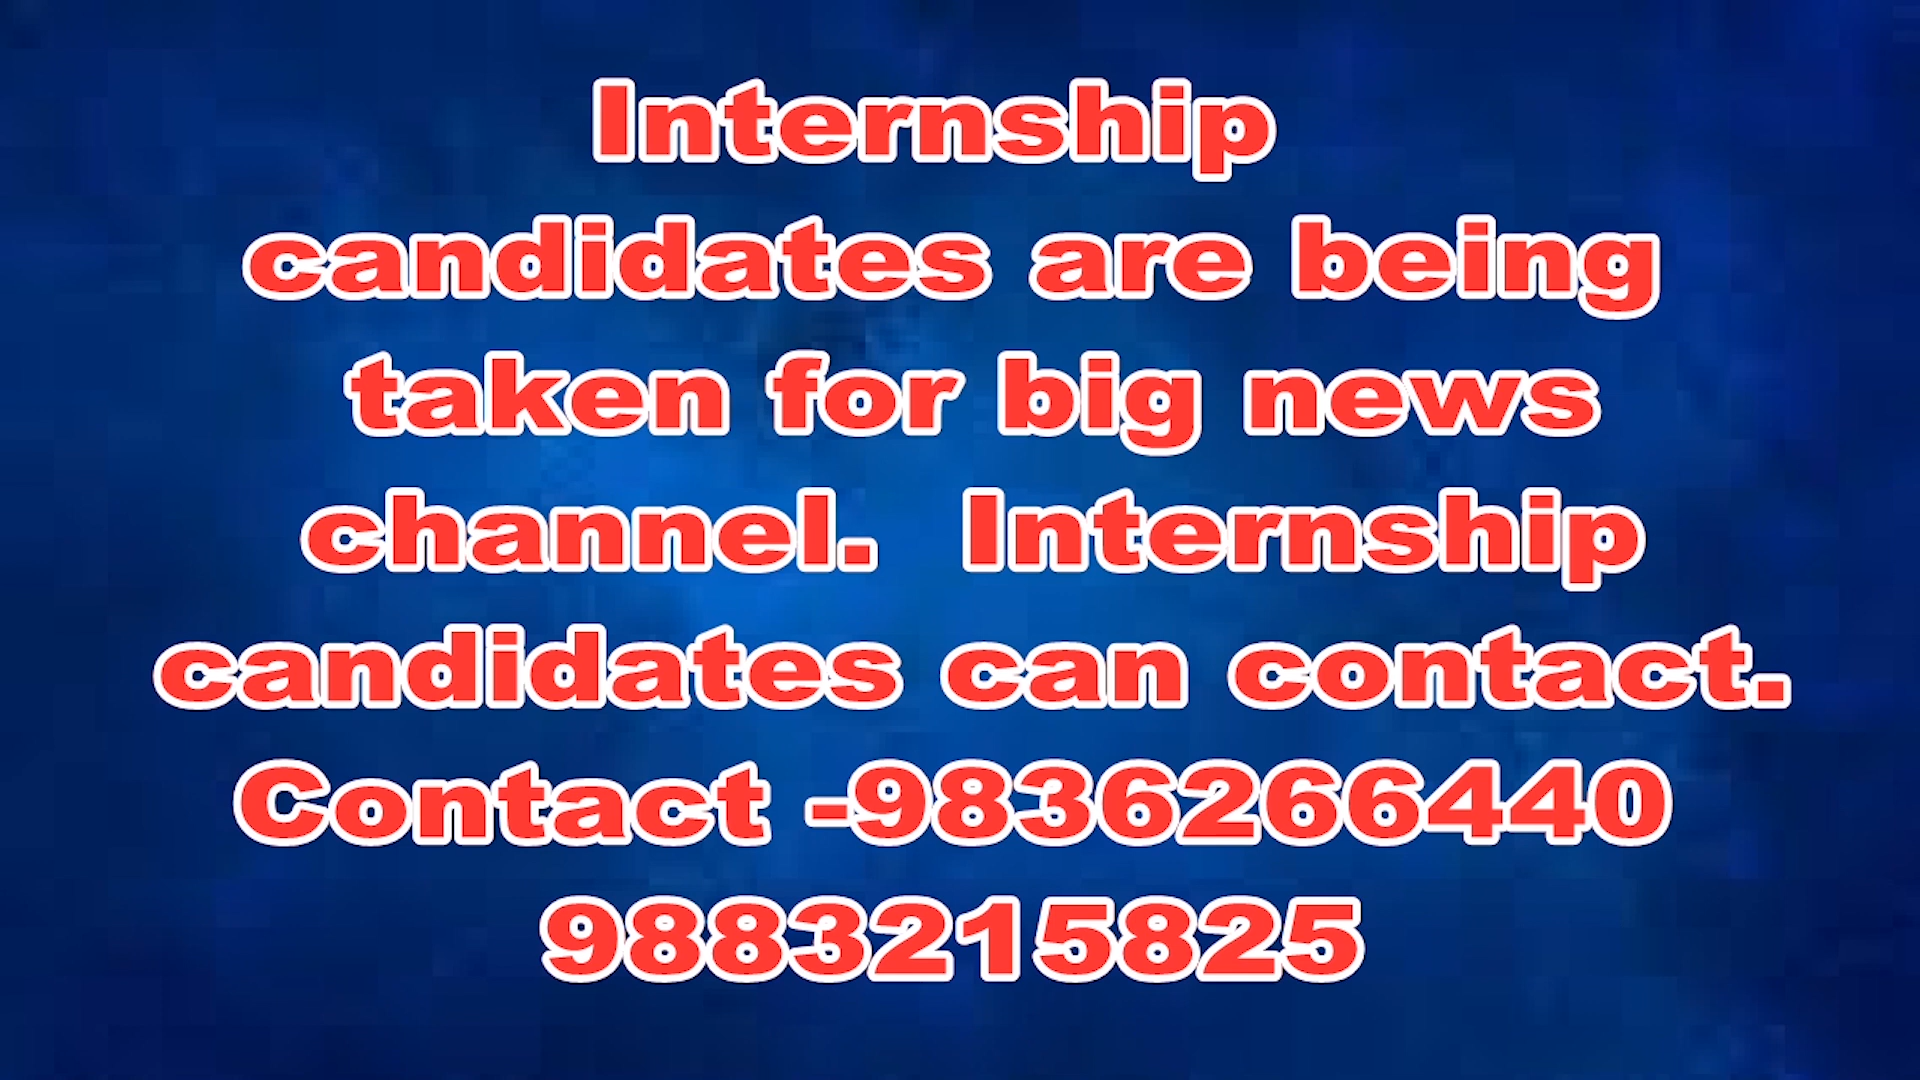 Internship
candidates are being
taken for big news
channel.  Internship
candidates can contact.
Contact -9836266440
9883215825